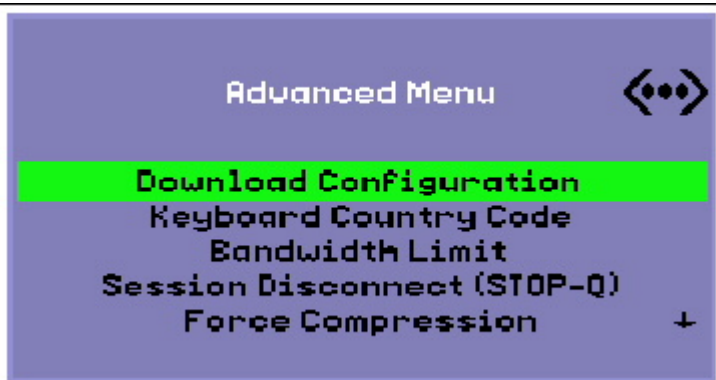 Advanced Menu
Download Configuration
Keyboard Country Code
Bandwidth Limit
Session Disconnect (STOP-Q)
Force Compression